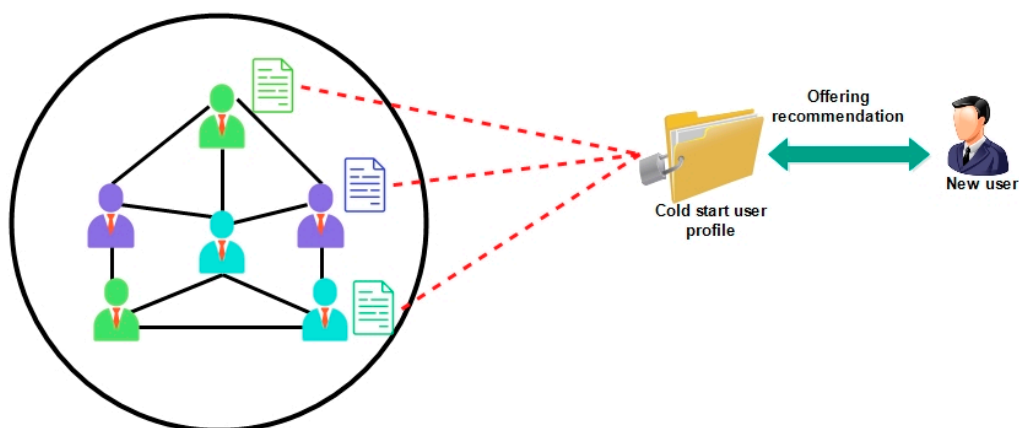 Offering
recommendation
New user
Cold start user
profile